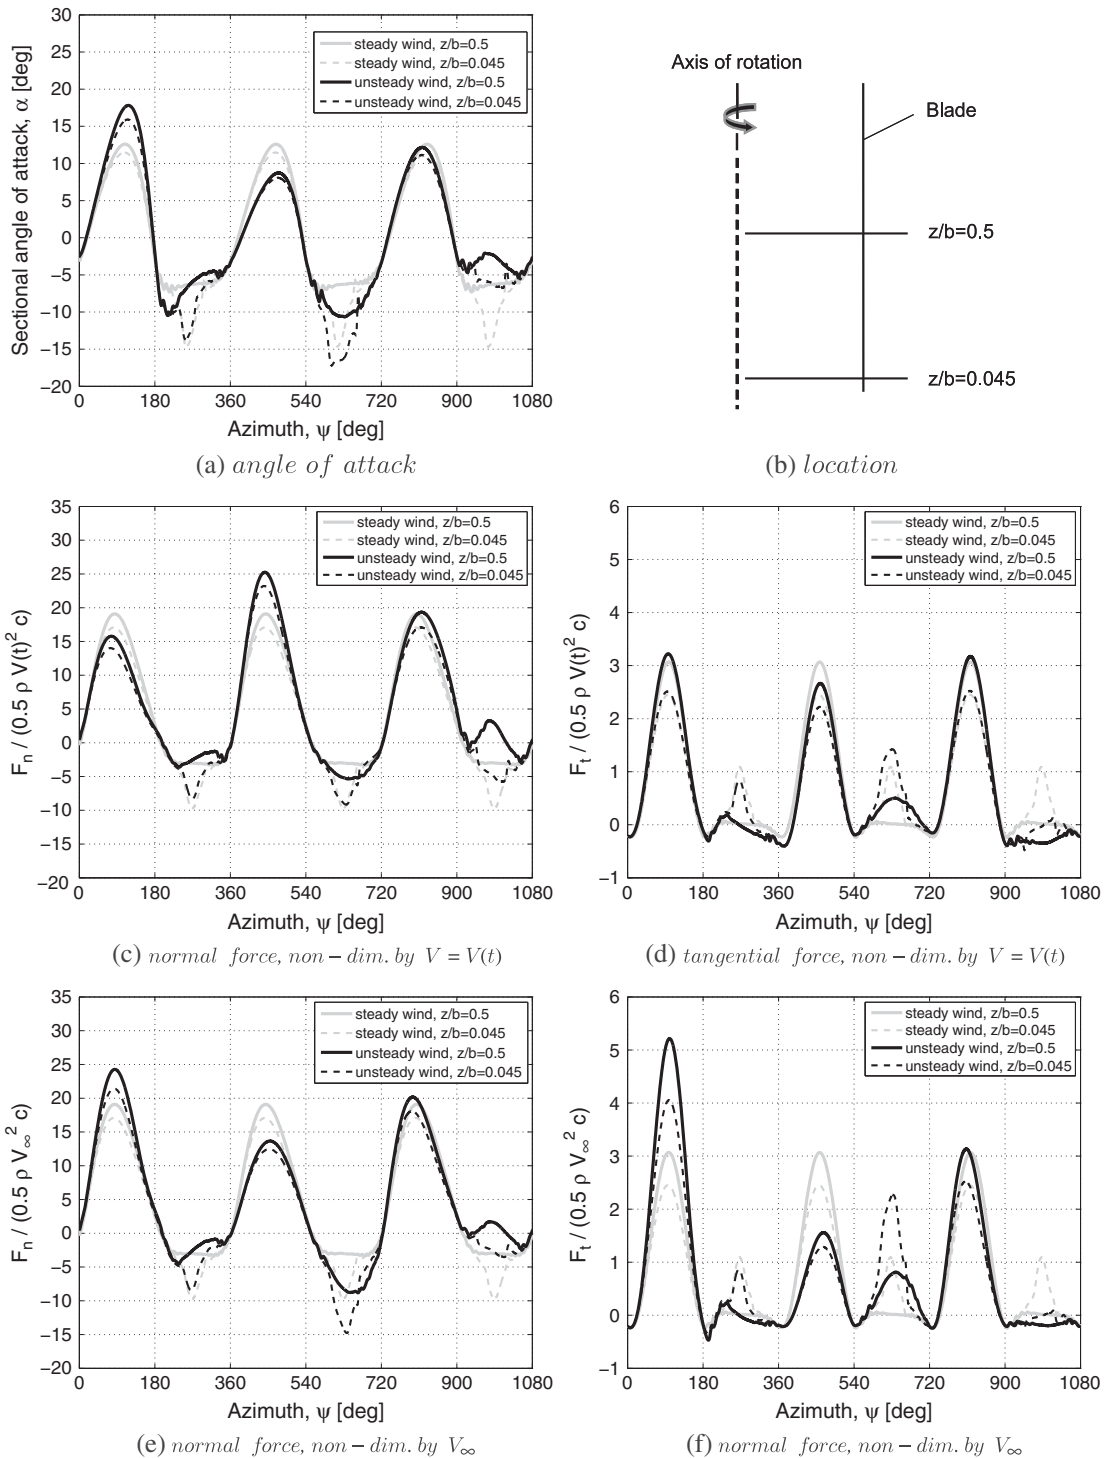 30
25
20
15
10
5
0
−5
−10
−15
−20
Sectional angle of attack, α [deg]
steady wind, z/b=0.5
steady wind, z/b=0.045
unsteady wind, z/b=0.5
unsteady wind, z/b=0.045
0 180 360 540 720 900 1080
Azimuth, ψ [deg]
(a) angle of attack
Axis of rotation
Blade
z/b=0.5
z/b=0.045
(b) location
35
30
25
20
15
10
5
0
−5
−10
−15
−20
F_n / (0.5 ρ V(t)² c)
steady wind, z/b=0.5
steady wind, z/b=0.045
unsteady wind, z/b=0.5
unsteady wind, z/b=0.045
0 180 360 540 720 900 1080
Azimuth, ψ [deg]
(c) normal force, non − dim. by V = V(t)
6
5
4
3
2
1
0
−1
F_t / (0.5 ρ V(t)² c)
steady wind, z/b=0.5
steady wind, z/b=0.045
unsteady wind, z/b=0.5
unsteady wind, z/b=0.045
0 180 360 540 720 900 1080
Azimuth, ψ [deg]
(d) tangential force, non − dim. by V = V(t)
35
30
25
20
15
10
5
0
−5
−10
−15
−20
F_n / (0.5 ρ V_∞² c)
steady wind, z/b=0.5
steady wind, z/b=0.045
unsteady wind, z/b=0.5
unsteady wind, z/b=0.045
0 180 360 540 720 900 1080
Azimuth, ψ [deg]
(e) normal force, non − dim. by V_∞
6
5
4
3
2
1
0
−1
F_t / (0.5 ρ V_∞² c)
steady wind, z/b=0.5
steady wind, z/b=0.045
unsteady wind, z/b=0.5
unsteady wind, z/b=0.045
0 180 360 540 720 900 1080
Azimuth, ψ [deg]
(f) normal force, non − dim. by V_∞